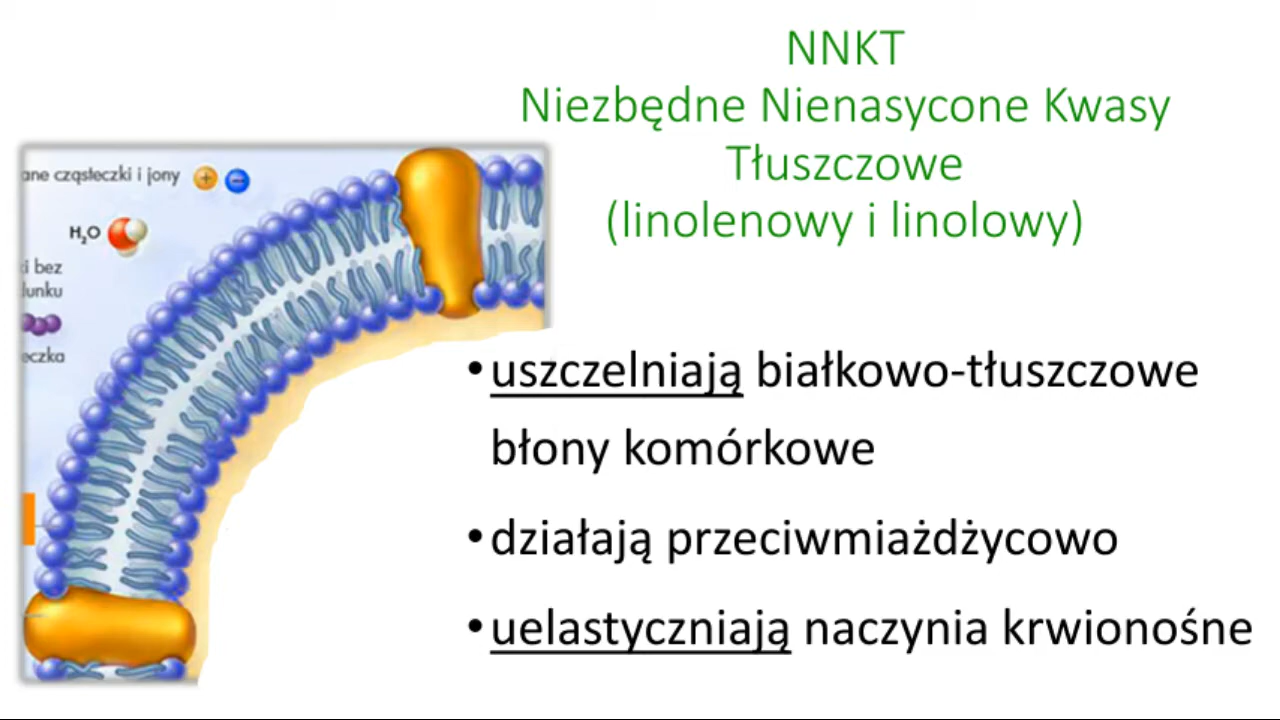 NNKT
Niezbędne Nienasycone Kwasy
Tłuszczowe
(linolenowy i linolowy)
ane cząsteczki i jony
+ −
H₂O
i bez
unku
eczka
• uszczelniają białkowo-tłuszczowe
błony komórkowe
• działają przeciwmiażdżycowo
• uelastyczniają naczynia krwionośne